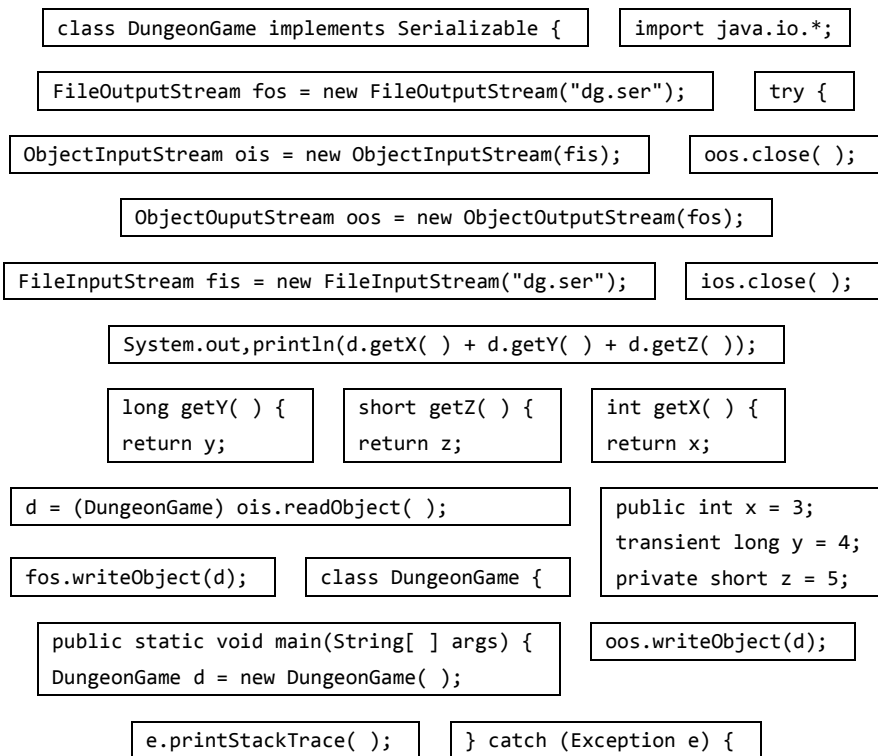 class DungeonGame implements Serializable {
import java.io.*;
FileOutputStream fos = new FileOutputStream("dg.ser");
try {
ObjectInputStream ois = new ObjectInputStream(fis);
oos.close( );
ObjectOuputStream oos = new ObjectOutputStream(fos);
FileInputStream fis = new FileInputStream("dg.ser");
ios.close( );
System.out,println(d.getX( ) + d.getY( ) + d.getZ( ));
long getY( ) {
return y;
short getZ( ) {
return z;
int getX( ) {
return x;
d = (DungeonGame) ois.readObject( );
public int x = 3;
transient long y = 4;
private short z = 5;
fos.writeObject(d);
class DungeonGame {
public static void main(String[ ] args) {
DungeonGame d = new DungeonGame( );
oos.writeObject(d);
e.printStackTrace( );
} catch (Exception e) {